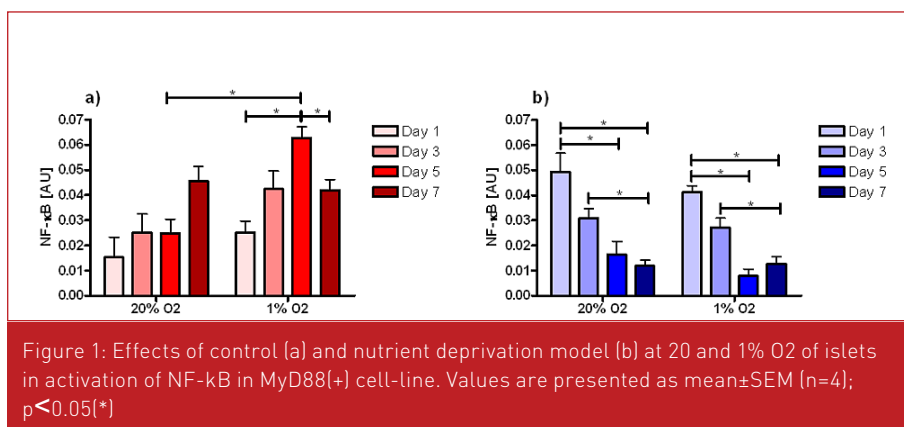 a)
*
* *
NF-κB [AU]
0.07
0.06
0.05
0.04
0.03
0.02
0.01
0.00
20% O2 1% O2
Day 1
Day 3
Day 5
Day 7
b)
*
*
*
*
*
*
NF-κB [AU]
0.07
0.06
0.05
0.04
0.03
0.02
0.01
0.00
20% O2 1% O2
Day 1
Day 3
Day 5
Day 7
Figure 1: Effects of control (a) and nutrient deprivation model (b) at 20 and 1% O2 of islets
in activation of NF-kB in MyD88(+) cell-line. Values are presented as mean±SEM (n=4);
p<0.05(*)